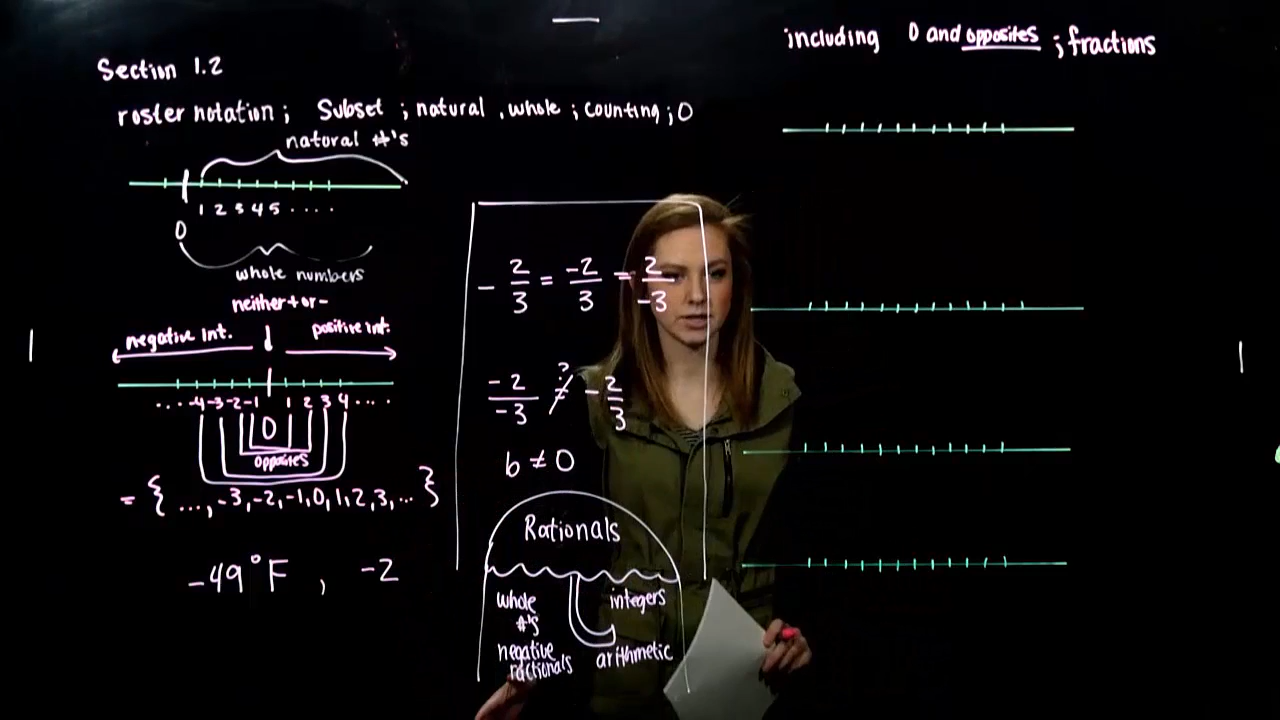 Section 1.2
roster notation ; Subset ; natural , whole ; counting ; 0
natural #'s
1 2 3 4 5 . . . .
0
whole numbers
neither + or -
negative int.
positive int.
. . . -4 -3 -2 -1 1 2 3 4 . . . .
0
opposites
= { ..., -3, -2, -1, 0, 1, 2, 3, ... }
-49°F , -2
- 2/3 = -2/3 = 2/-3
-2/-3 ≠? - 2/3
b ≠ 0
Rationals
whole #'s
integers
negative
arithmetic
including 0 and opposites ; fractions